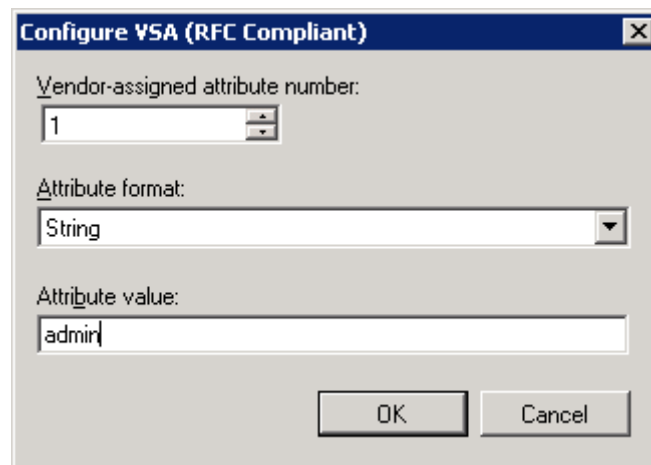 Configure VSA (RFC Compliant)
Vendor-assigned attribute number:
1
Attribute format:
String
Attribute value:
admin
OK Cancel